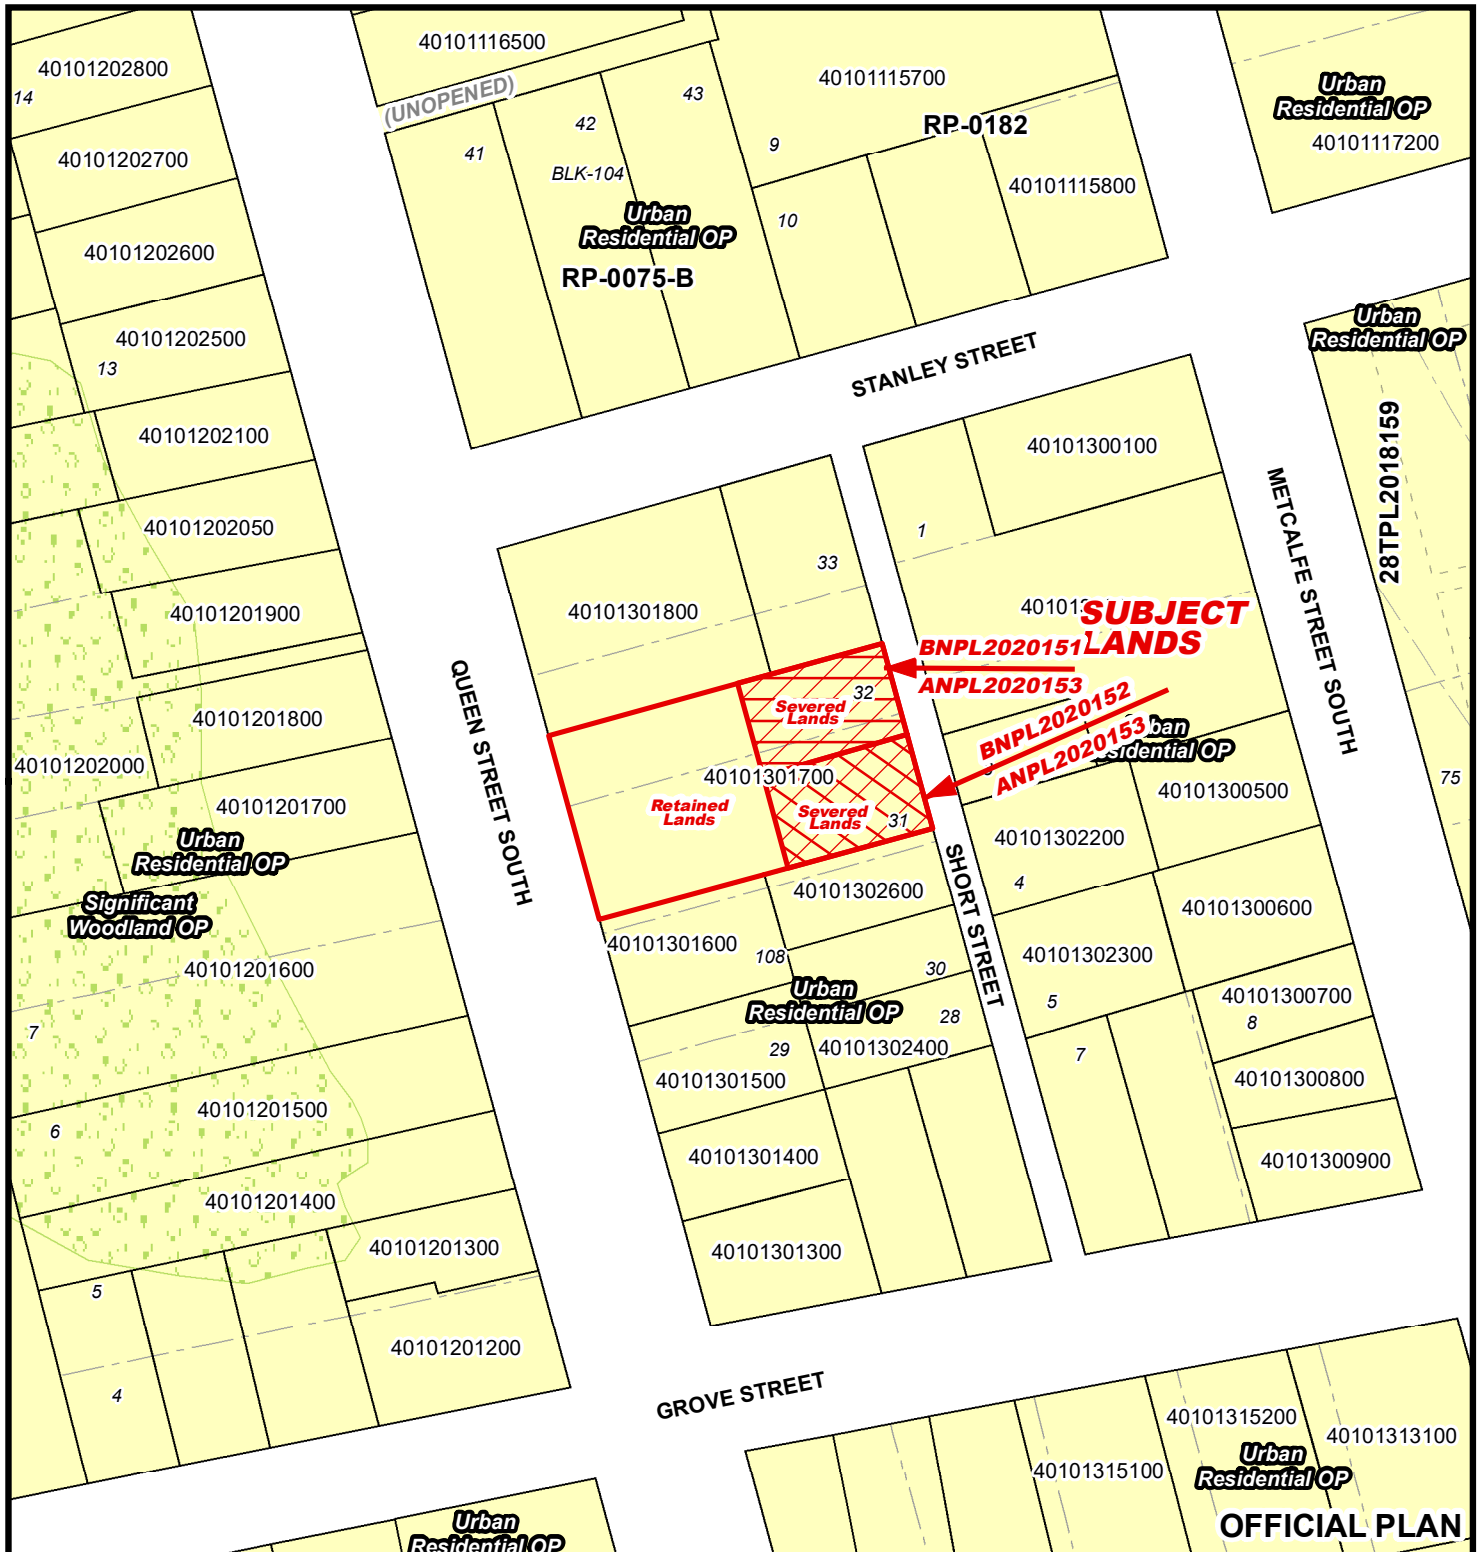 40101116500
40101202800
14
(UNOPENED)
43
40101115700
Urban
Residential OP
40101117200
42
41
9
RP-0182
40101202700
BLK-104
40101115800
Urban
Residential OP
10
40101202600
RP-0075-B
40101202500
13
STANLEY STREET
Urban
Residential OP
40101202100
40101300100
28TPL2018159
METCALFE STREET SOUTH
40101202050
1
33
40101201900
40101301800
SUBJECT
LANDS
BNPL2020151
ANPL2020153
32
Severed
Lands
BNPL2020152
ANPL2020153
QUEEN STREET SOUTH
40101201800
40101202000
40101301700
75
40101201700
Retained
Lands
Severed
Lands
31
40101300500
40101302200
Urban
Residential OP
SHORT STREET
4
40101302600
Significant
Woodland OP
40101300600
40101301600
108
30
40101302300
40101201600
Urban
Residential OP
28
5
40101300700
8
7
29
40101302400
7
40101301500
40101300800
40101201500
6
40101301400
40101300900
40101201400
40101201300
40101301300
5
40101201200
4
GROVE STREET
40101315200
40101313100
40101315100
Urban
Residential OP
Urban
Residential OP
OFFICIAL PLAN